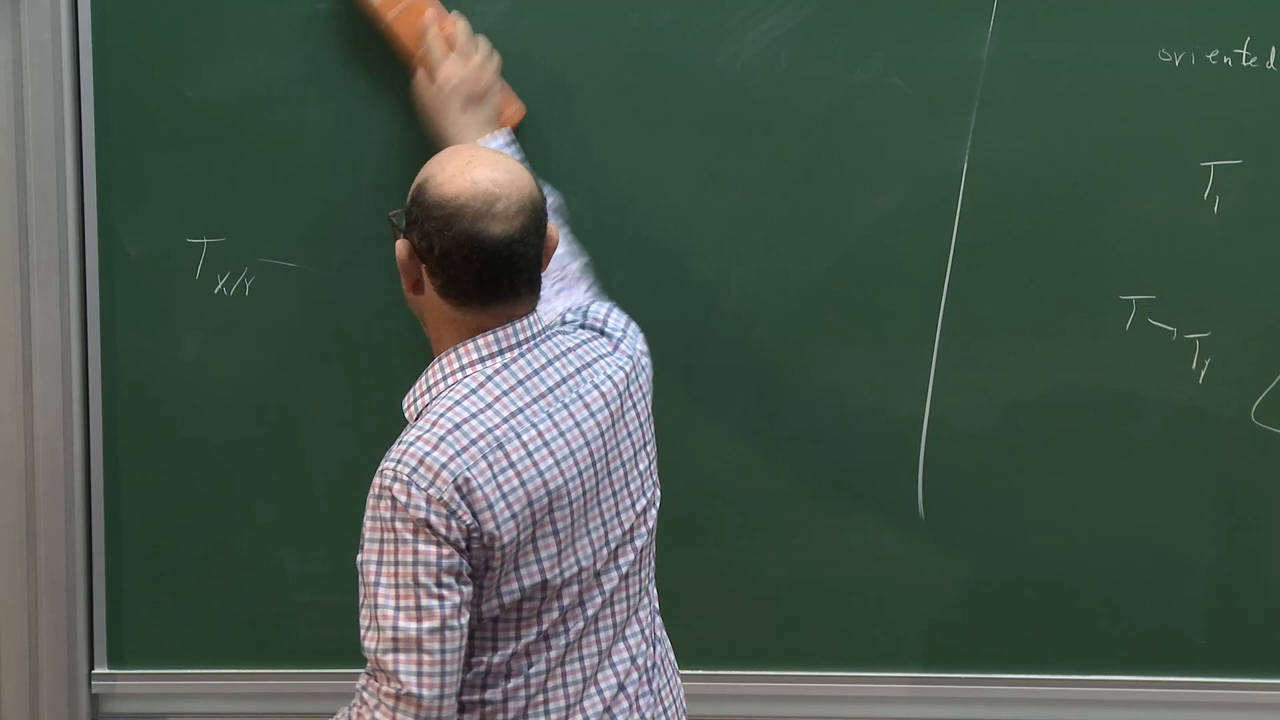 T_{X/Y} —
oriented
T_1
T → T_Y